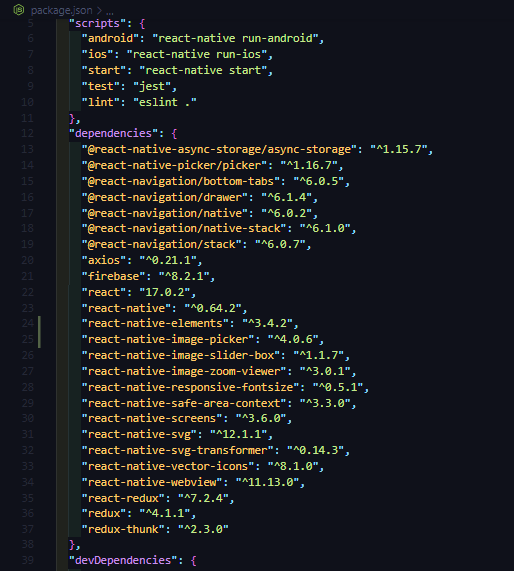 package.json > ...
5 "scripts": {
6 "android": "react-native run-android",
7 "ios": "react-native run-ios",
8 "start": "react-native start",
9 "test": "jest",
10 "lint": "eslint ."
11 },
12 "dependencies": {
13 "@react-native-async-storage/async-storage": "^1.15.7",
14 "@react-native-picker/picker": "^1.16.7",
15 "@react-navigation/bottom-tabs": "^6.0.5",
16 "@react-navigation/drawer": "^6.1.4",
17 "@react-navigation/native": "^6.0.2",
18 "@react-navigation/native-stack": "^6.1.0",
19 "@react-navigation/stack": "^6.0.7",
20 "axios": "^0.21.1",
21 "firebase": "^8.2.1",
22 "react": "17.0.2",
23 "react-native": "^0.64.2",
24 "react-native-elements": "^3.4.2",
25 "react-native-image-picker": "^4.0.6",
26 "react-native-image-slider-box": "^1.1.7",
27 "react-native-image-zoom-viewer": "^3.0.1",
28 "react-native-responsive-fontsize": "^0.5.1",
29 "react-native-safe-area-context": "^3.3.0",
30 "react-native-screens": "^3.6.0",
31 "react-native-svg": "^12.1.1",
32 "react-native-svg-transformer": "^0.14.3",
33 "react-native-vector-icons": "^8.1.0",
34 "react-native-webview": "^11.13.0",
35 "react-redux": "^7.2.4",
36 "redux": "^4.1.1",
37 "redux-thunk": "^2.3.0"
38 },
39 "devDependencies": {